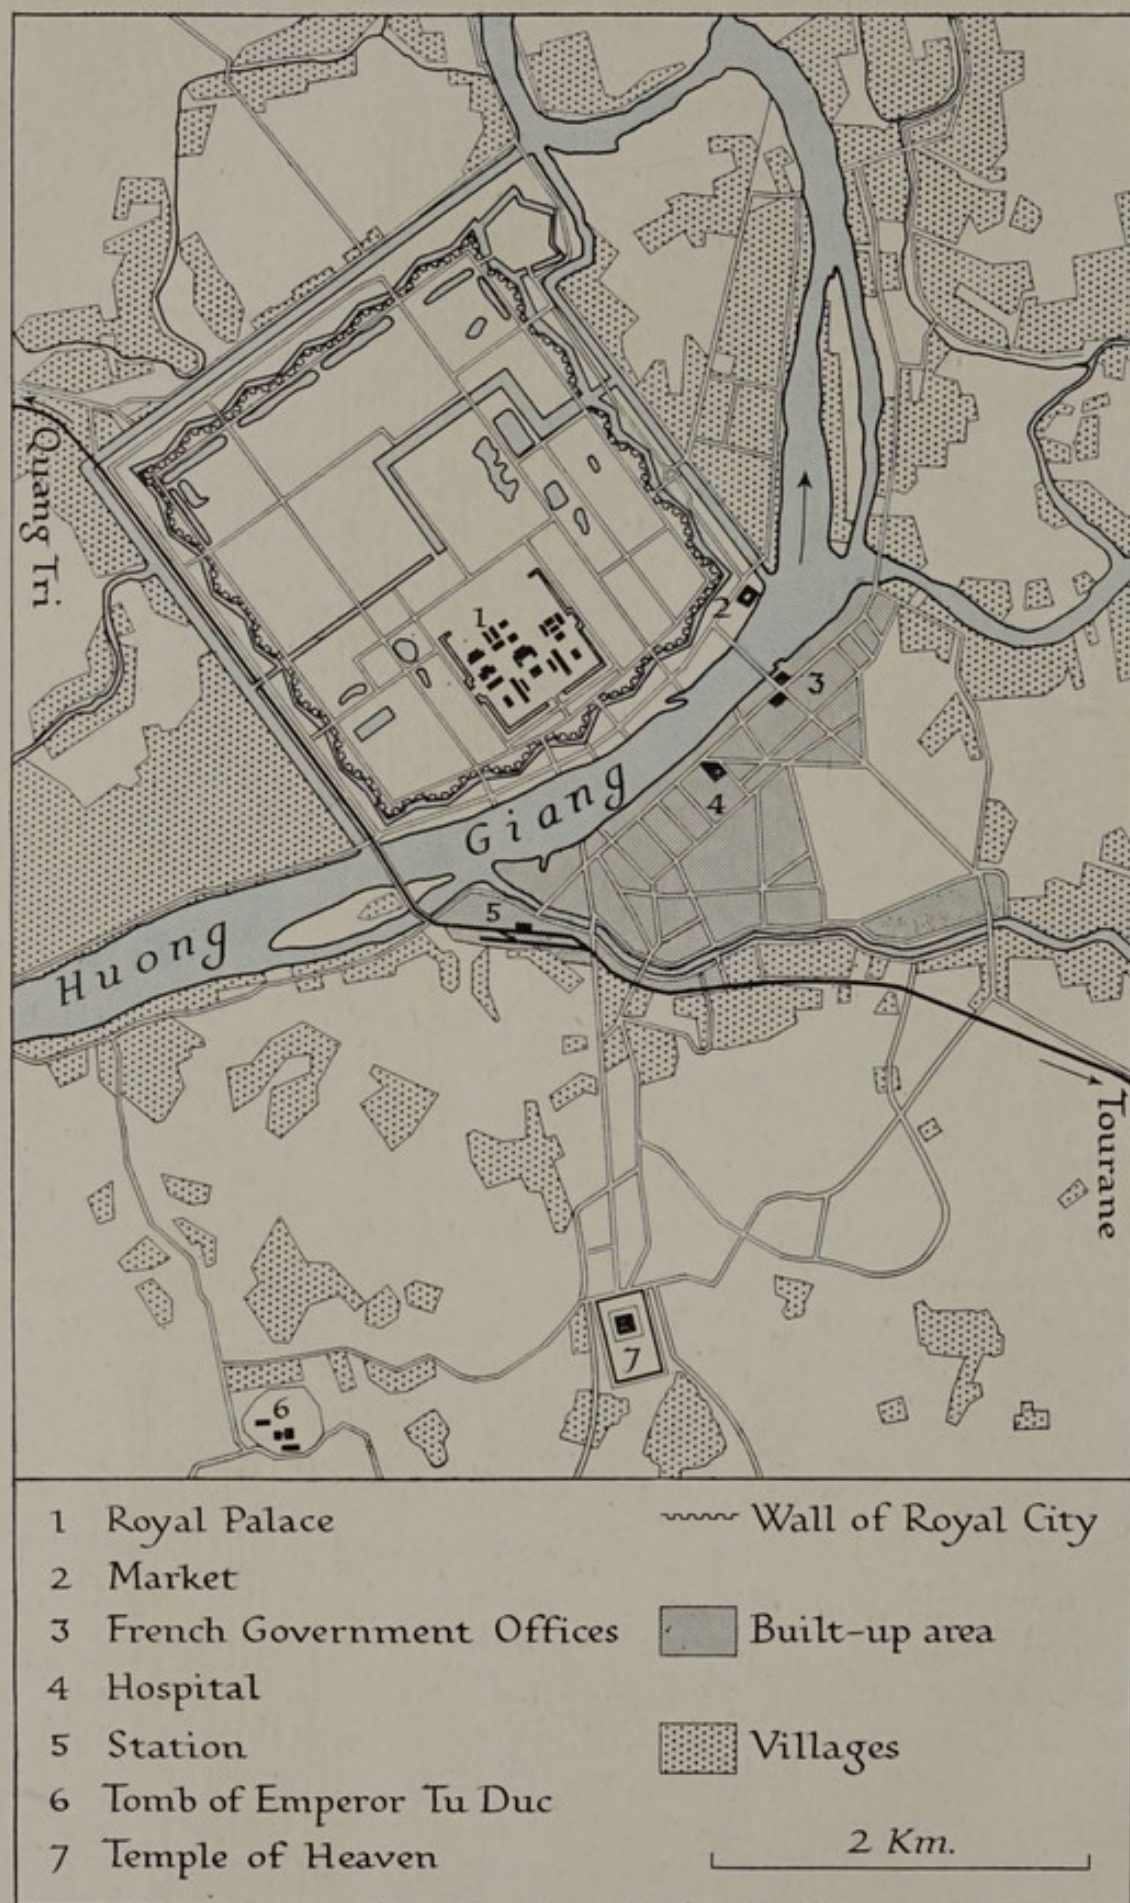 Quang Tri
1
2
3
4
Huong Giang
5
Tourane
6
7
1 Royal Palace
2 Market
3 French Government Offices
4 Hospital
5 Station
6 Tomb of Emperor Tu Duc
7 Temple of Heaven
Wall of Royal City
Built-up area
Villages
2 Km.